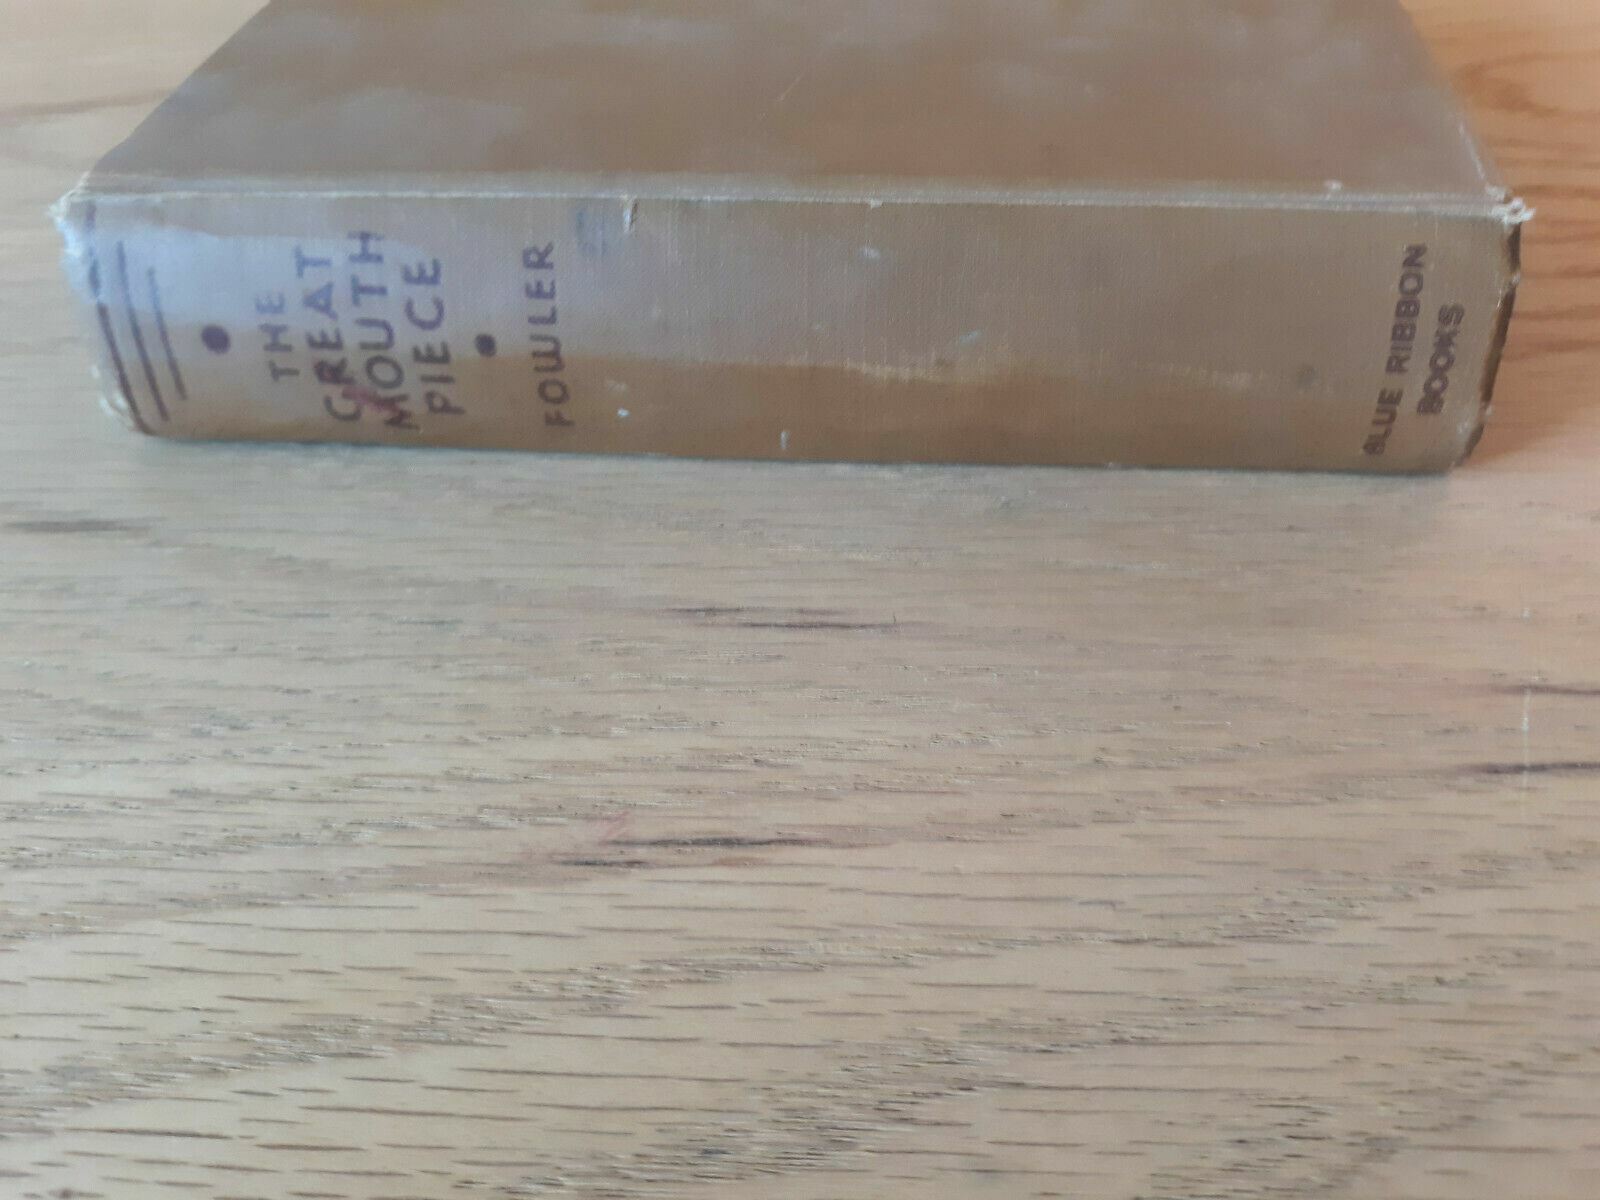 THE
GREAT
MOUTH
PIECE
FOWLER
BLUE RIBBON
BOOKS